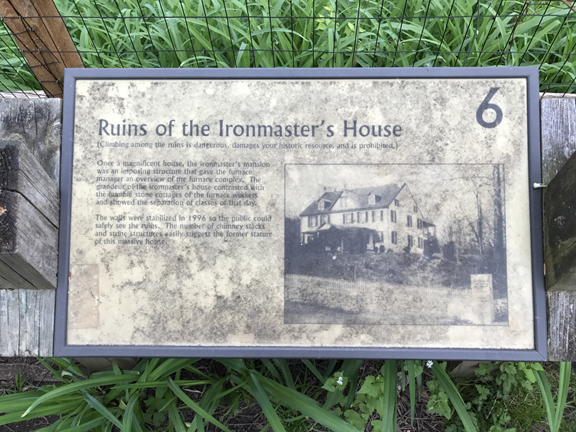 6
Ruins of the Ironmaster's House
(Climbing among the ruins is dangerous, damages your historic resource, and is prohibited.)
Once a magnificent house, the ironmaster's mansion
was an imposing structure that gave the furnace
manager an overview of the furnace complex. The
grandeur of the ironmaster's house contrasted with
the humble stone cottages of the furnace workers
and showed the separation of classes of that day.
The walls were stabilized in 1996 so the public could
safely see the ruins. The number of chimney stacks
and stone structures easily suggest the former stature
of this massive house.